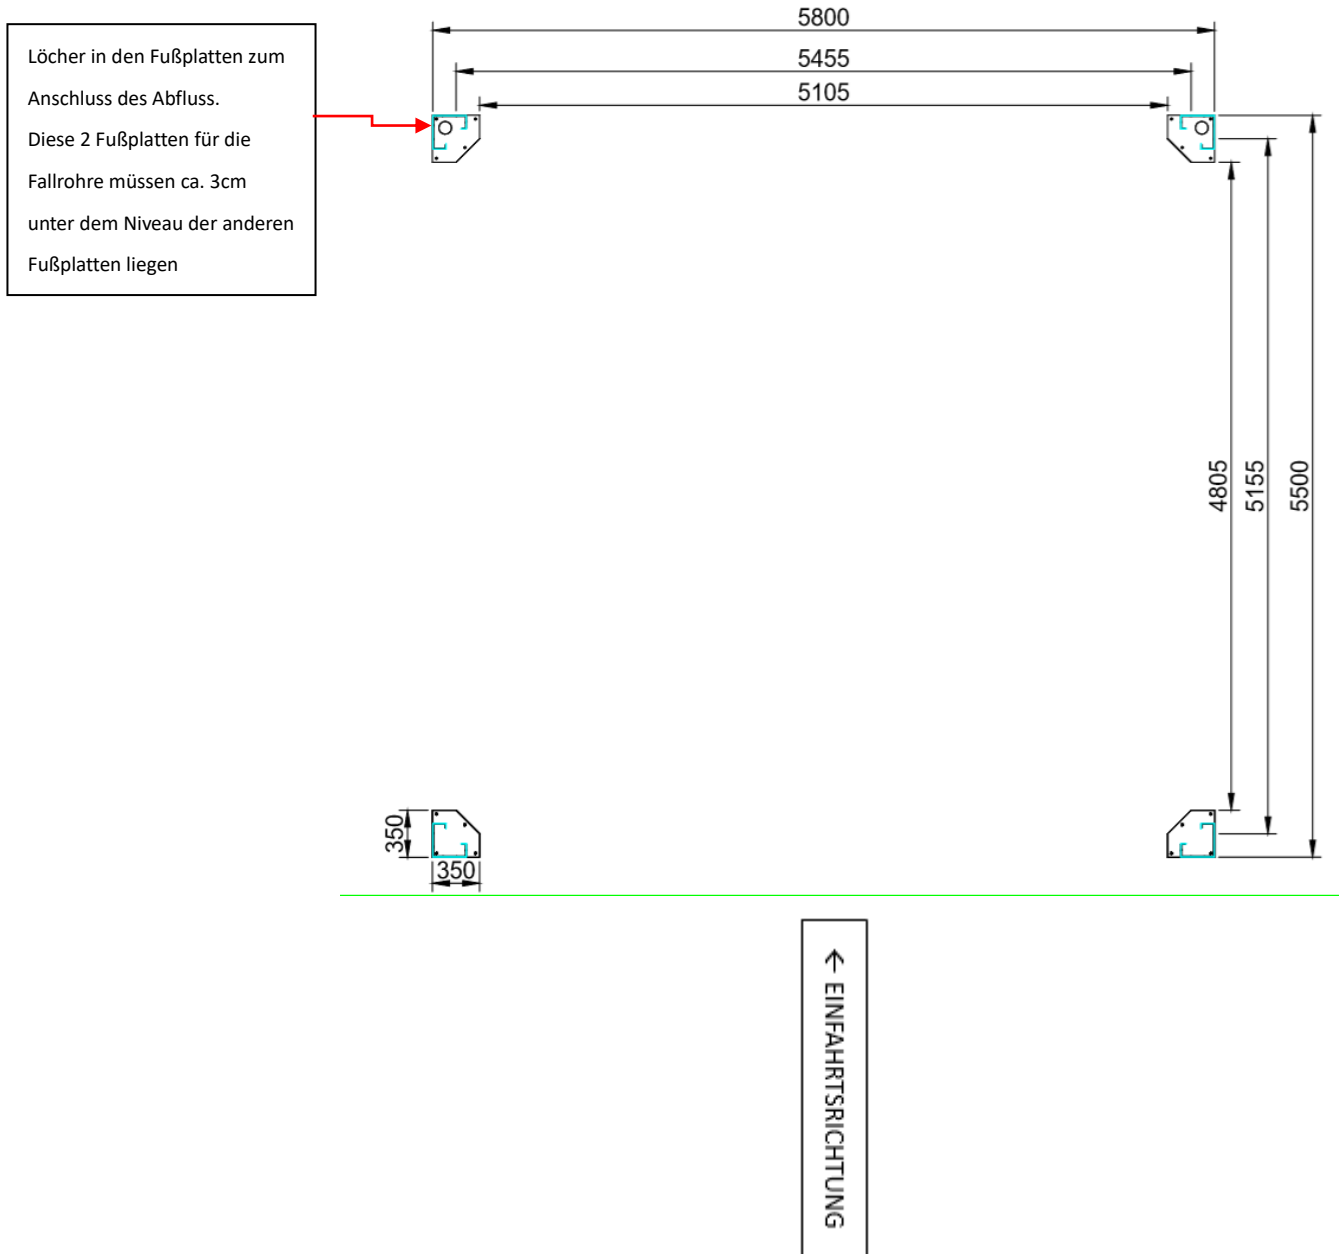 5800
5455
5105
Löcher in den Fußplatten zum
Anschluss des Abfluss.
Diese 2 Fußplatten für die
Fallrohre müssen ca. 3cm
unter dem Niveau der anderen
Fußplatten liegen
4805
5155
5500
350
350
← EINFAHRTSRICHTUNG